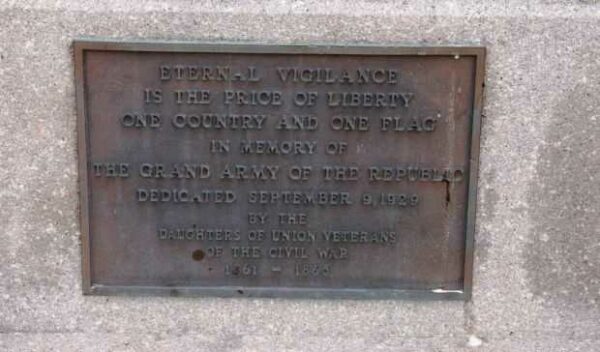 ETERNAL VIGILANCE
IS THE PRICE OF LIBERTY
ONE COUNTRY AND ONE FLAG
IN MEMORY OF
THE GRAND ARMY OF THE REPUBLIC
DEDICATED SEPTEMBER 9, 1929
BY THE
DAUGHTERS OF UNION VETERANS
OF THE CIVIL WAR
1861 - 1865